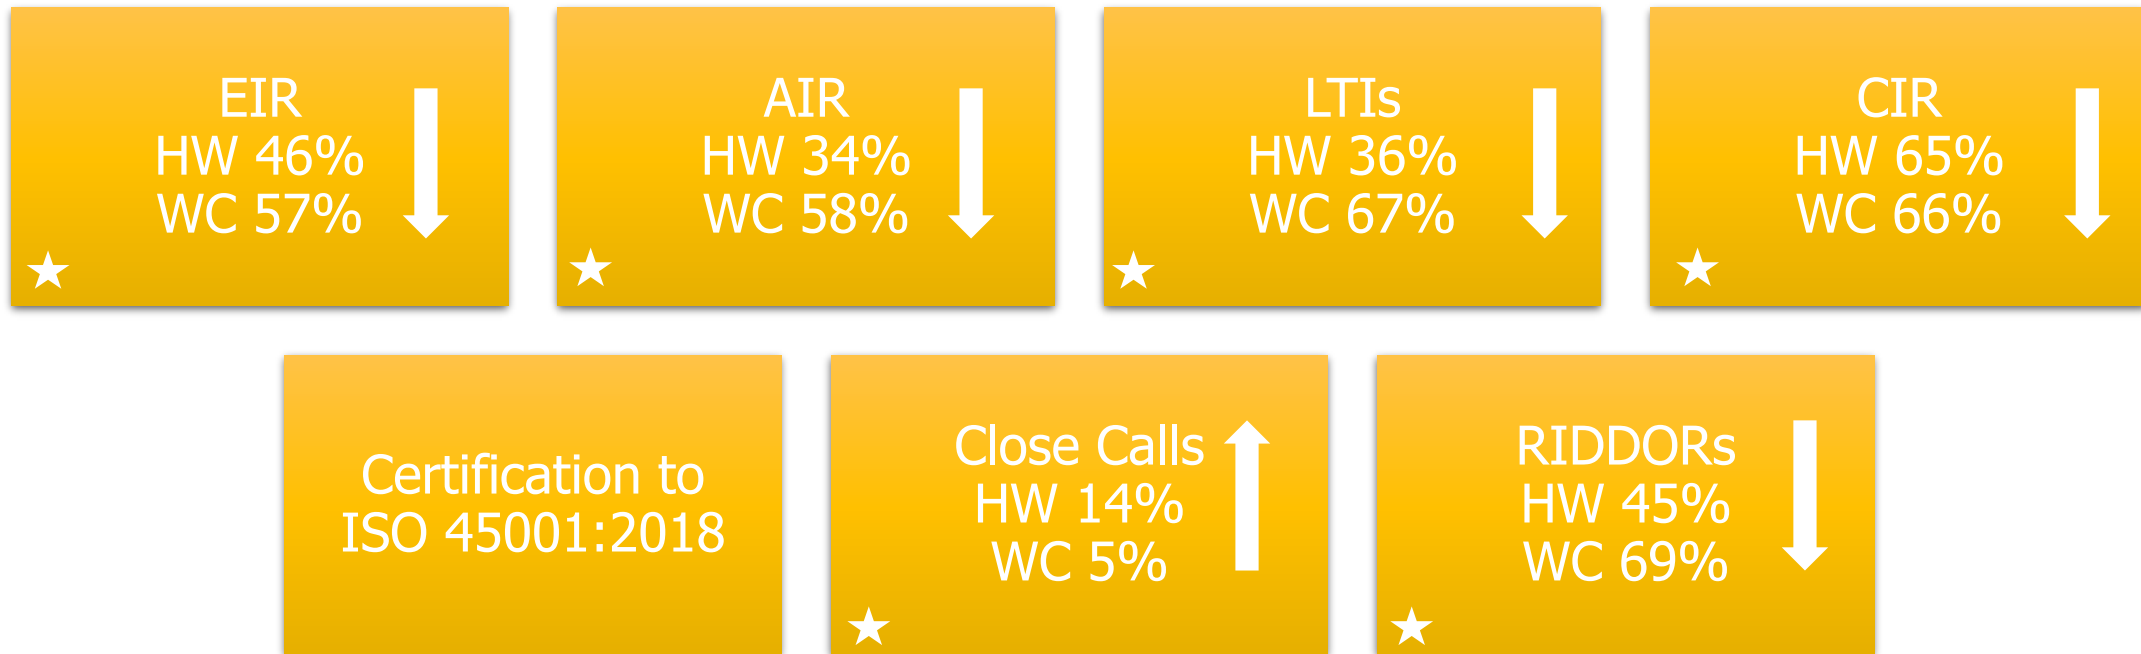 EIR
HW 46%
WC 57%
AIR
HW 34%
WC 58%
LTIs
HW 36%
WC 67%
CIR
HW 65%
WC 66%
Certification to
ISO 45001:2018
Close Calls
HW 14%
WC 5%
RIDDORs
HW 45%
WC 69%